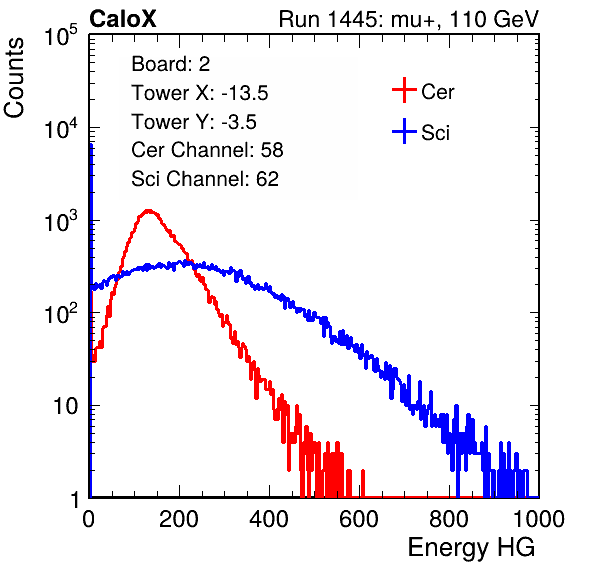 CaloX Run 1445: mu+, 110 GeV
Counts
Board: 2
Tower X: -13.5
Tower Y: -3.5
Cer Channel: 58
Sci Channel: 62
Cer
Sci
10^5
10^4
10^3
10^2
10
1
0 200 400 600 800 1000
Energy HG